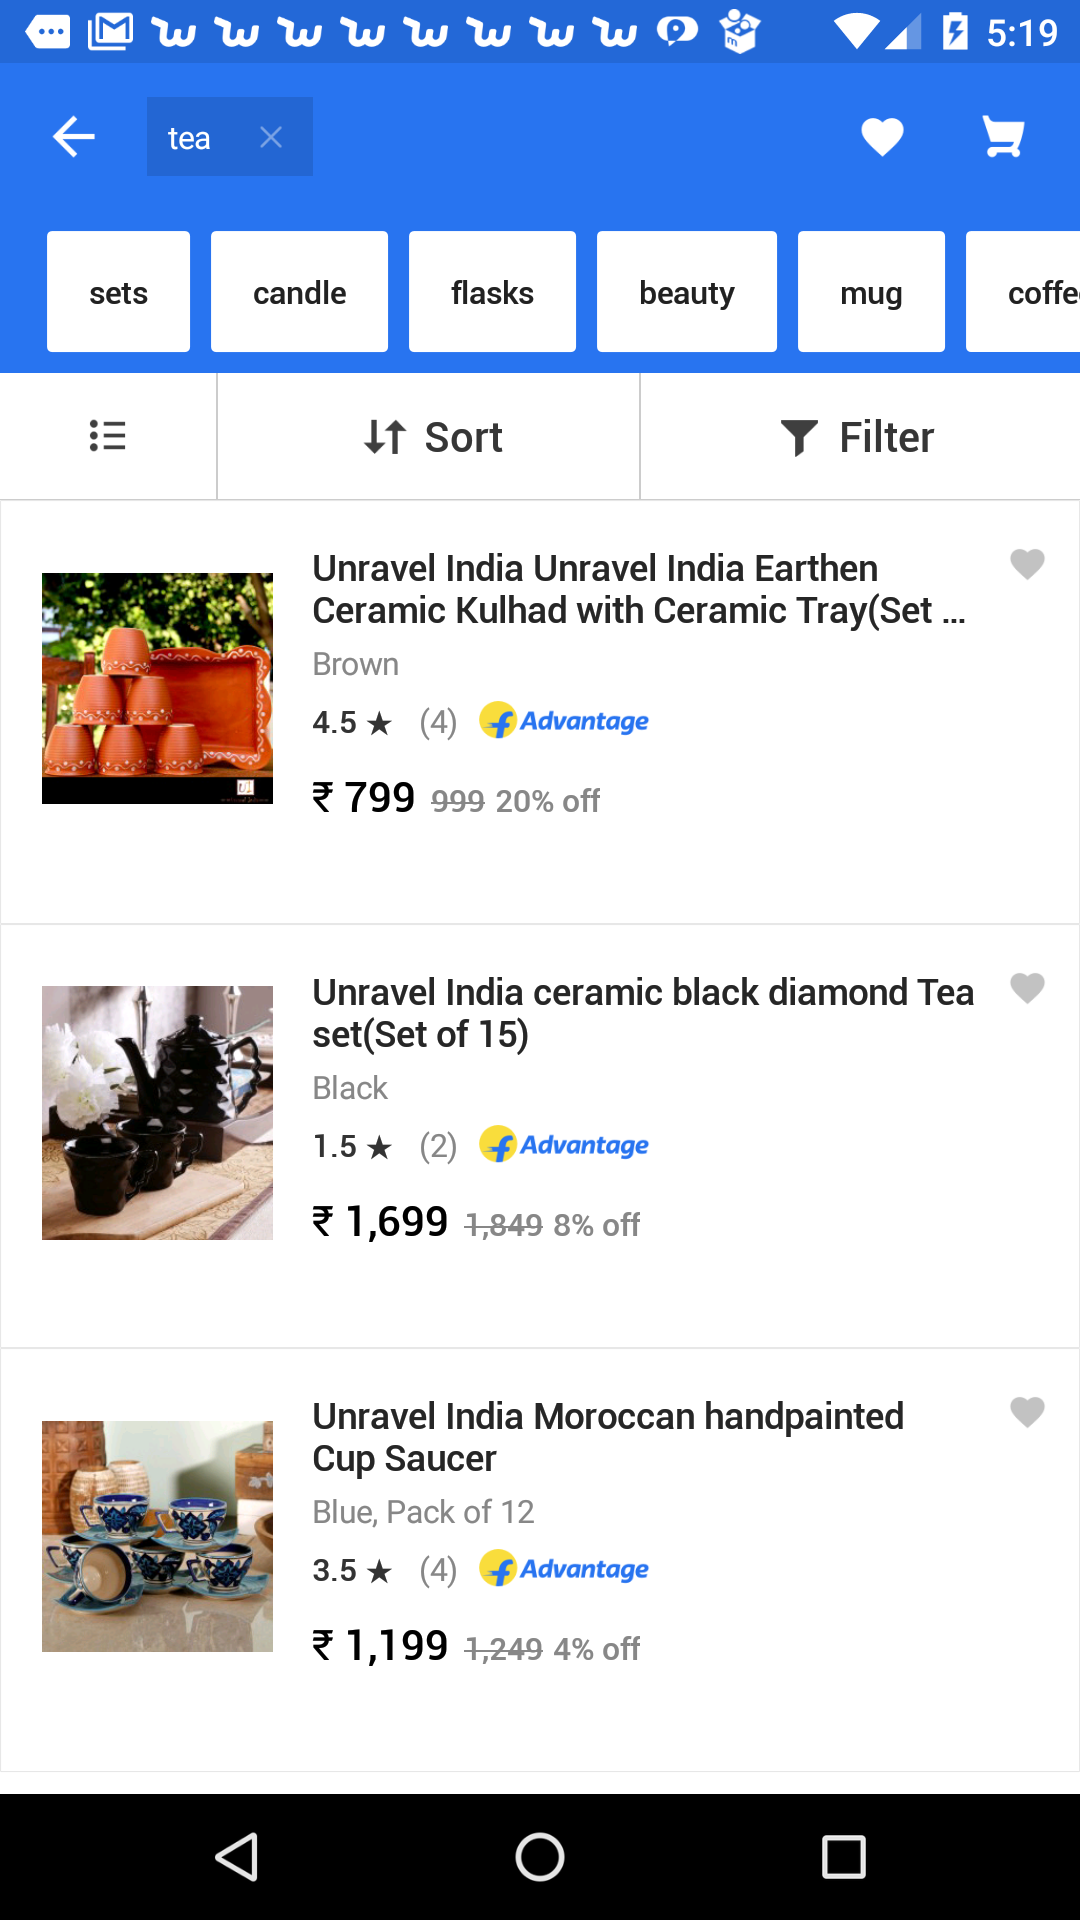 5:19
tea
sets candle flasks beauty mug coffe
Sort Filter
Unravel India Unravel India Earthen
Ceramic Kulhad with Ceramic Tray(Set ...
Brown
4.5 ★ (4) f Advantage
₹ 799 999 20% off
Unravel India ceramic black diamond Tea
set(Set of 15)
Black
1.5 ★ (2) f Advantage
₹ 1,699 1,849 8% off
Unravel India Moroccan handpainted
Cup Saucer
Blue, Pack of 12
3.5 ★ (4) f Advantage
₹ 1,199 1,249 4% off